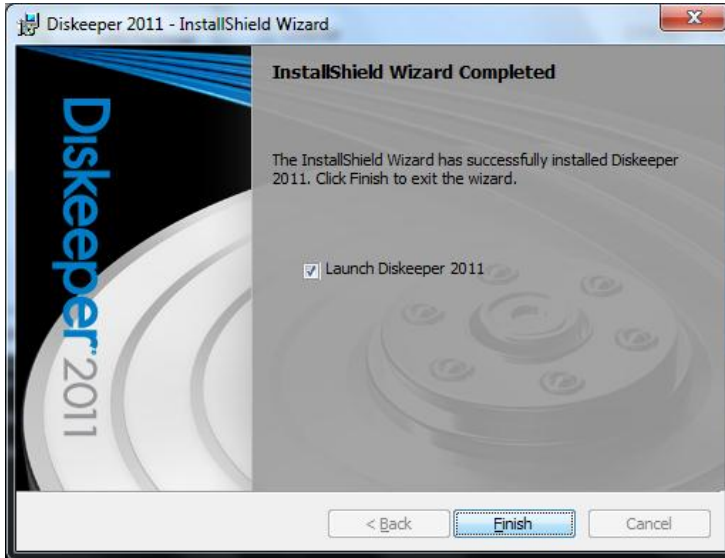 Diskeeper 2011 - InstallShield Wizard
Diskeeper 2011
InstallShield Wizard Completed
The InstallShield Wizard has successfully installed Diskeeper
2011. Click Finish to exit the wizard.
Launch Diskeeper 2011
< Back Finish Cancel